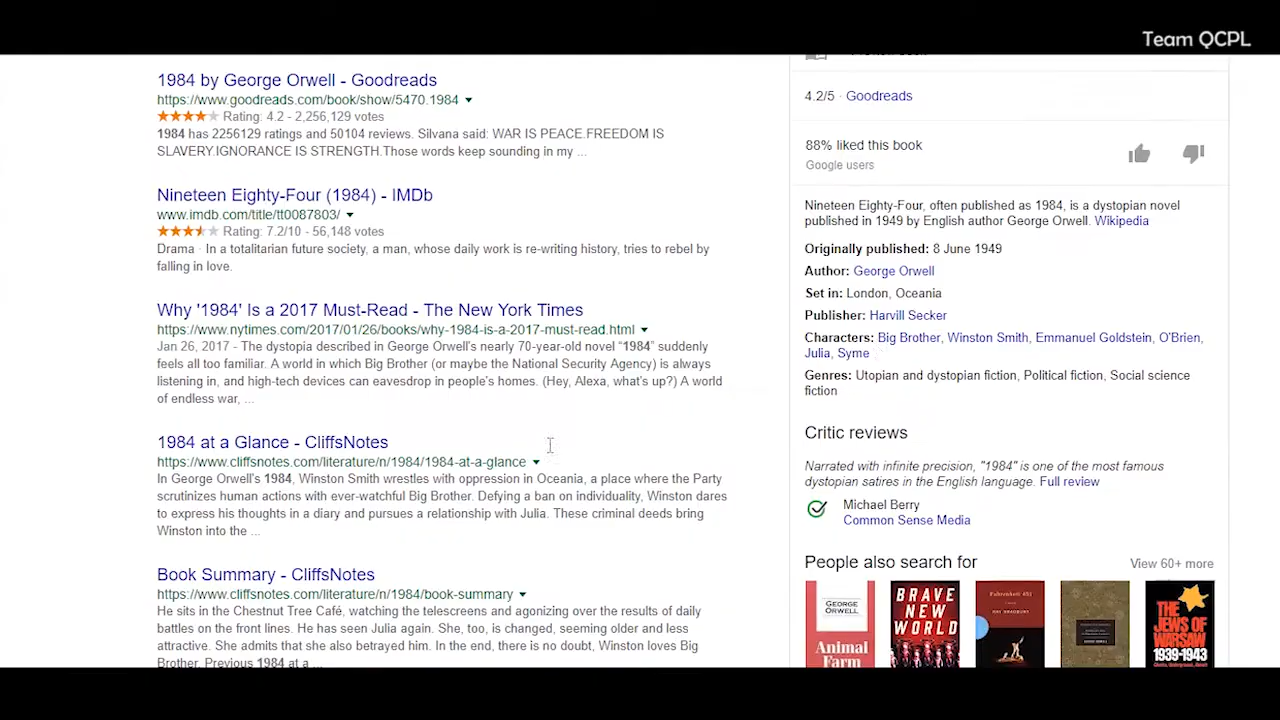 Team QCPL
1984 by George Orwell - Goodreads
https://www.goodreads.com/book/show/5470.1984
Rating: 4.2 - 2,256,129 votes
1984 has 2256129 ratings and 50104 reviews. Silvana said: WAR IS PEACE.FREEDOM IS
SLAVERY.IGNORANCE IS STRENGTH.Those words keep sounding in my ...
Nineteen Eighty-Four (1984) - IMDb
www.imdb.com/title/tt0087803/
Rating: 7.2/10 - 56,148 votes
Drama · In a totalitarian future society, a man, whose daily work is re-writing history, tries to rebel by
falling in love.
Why '1984' Is a 2017 Must-Read - The New York Times
https://www.nytimes.com/2017/01/26/books/why-1984-is-a-2017-must-read.html
Jan 26, 2017 - The dystopia described in George Orwell's nearly 70-year-old novel “1984” suddenly
feels all too familiar. A world in which Big Brother (or maybe the National Security Agency) is always
listening in, and high-tech devices can eavesdrop in people's homes. (Hey, Alexa, what's up?) A world
of endless war, ...
1984 at a Glance - CliffsNotes
https://www.cliffsnotes.com/literature/n/1984/1984-at-a-glance
In George Orwell's 1984, Winston Smith wrestles with oppression in Oceania, a place where the Party
scrutinizes human actions with ever-watchful Big Brother. Defying a ban on individuality, Winston dares
to express his thoughts in a diary and pursues a relationship with Julia. These criminal deeds bring
Winston into the ...
Book Summary - CliffsNotes
https://www.cliffsnotes.com/literature/n/1984/book-summary
He sits in the Chestnut Tree Café, watching the telescreens and agonizing over the results of daily
battles on the front lines. He has seen Julia again. She, too, is changed, seeming older and less
attractive. She admits that she also betrayed him. In the end, there is no doubt, Winston loves Big
Brother. Previous 1984 at a ...
4.2/5 · Goodreads
88% liked this book
Google users
Nineteen Eighty-Four, often published as 1984, is a dystopian novel
published in 1949 by English author George Orwell. Wikipedia
Originally published: 8 June 1949
Author: George Orwell
Set in: London, Oceania
Publisher: Harvill Secker
Characters: Big Brother, Winston Smith, Emmanuel Goldstein, O'Brien,
Julia, Syme
Genres: Utopian and dystopian fiction, Political fiction, Social science
fiction
Critic reviews
Narrated with infinite precision, "1984" is one of the most famous
dystopian satires in the English language. Full review
Michael Berry
Common Sense Media
People also search for
View 60+ more
GEORGE
ORWELL
Animal
Farm
BRAVE
NEW
WORLD
Fahrenheit 451
RAY BRADBURY
THE
JEWS OF
WARSAW
1939-1943